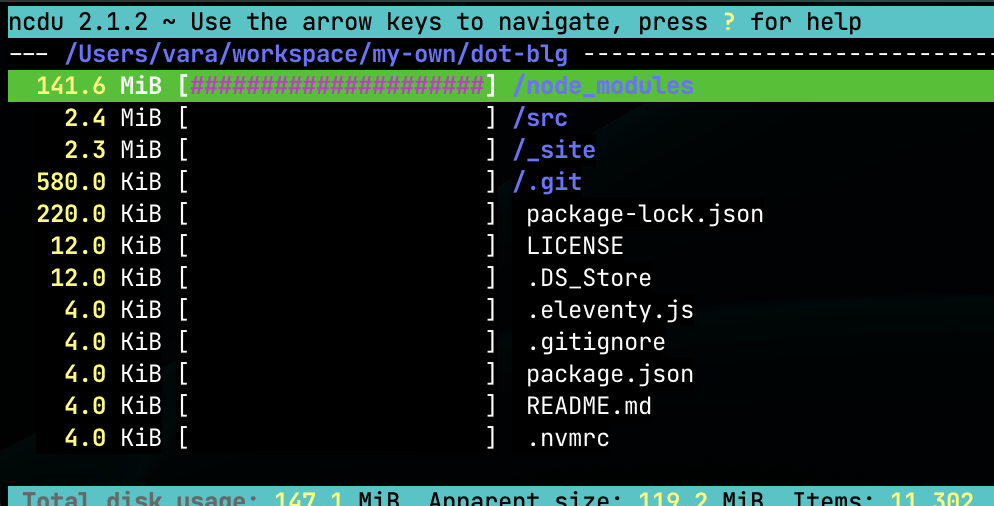 ncdu 2.1.2 ~ Use the arrow keys to navigate, press ? for help
--- /Users/vara/workspace/my-own/dot-blg ------------------------------
141.6 MiB [#####################] /node_modules
2.4 MiB [                     ] /src
2.3 MiB [                     ] /_site
580.0 KiB [                     ] /.git
220.0 KiB [                     ]  package-lock.json
12.0 KiB [                     ]  LICENSE
12.0 KiB [                     ]  .DS_Store
4.0 KiB [                     ]  .eleventy.js
4.0 KiB [                     ]  .gitignore
4.0 KiB [                     ]  package.json
4.0 KiB [                     ]  README.md
4.0 KiB [                     ]  .nvmrc
Total disk usage: 147.1 MiB  Apparent size: 119.2 MiB  Items: 11,302